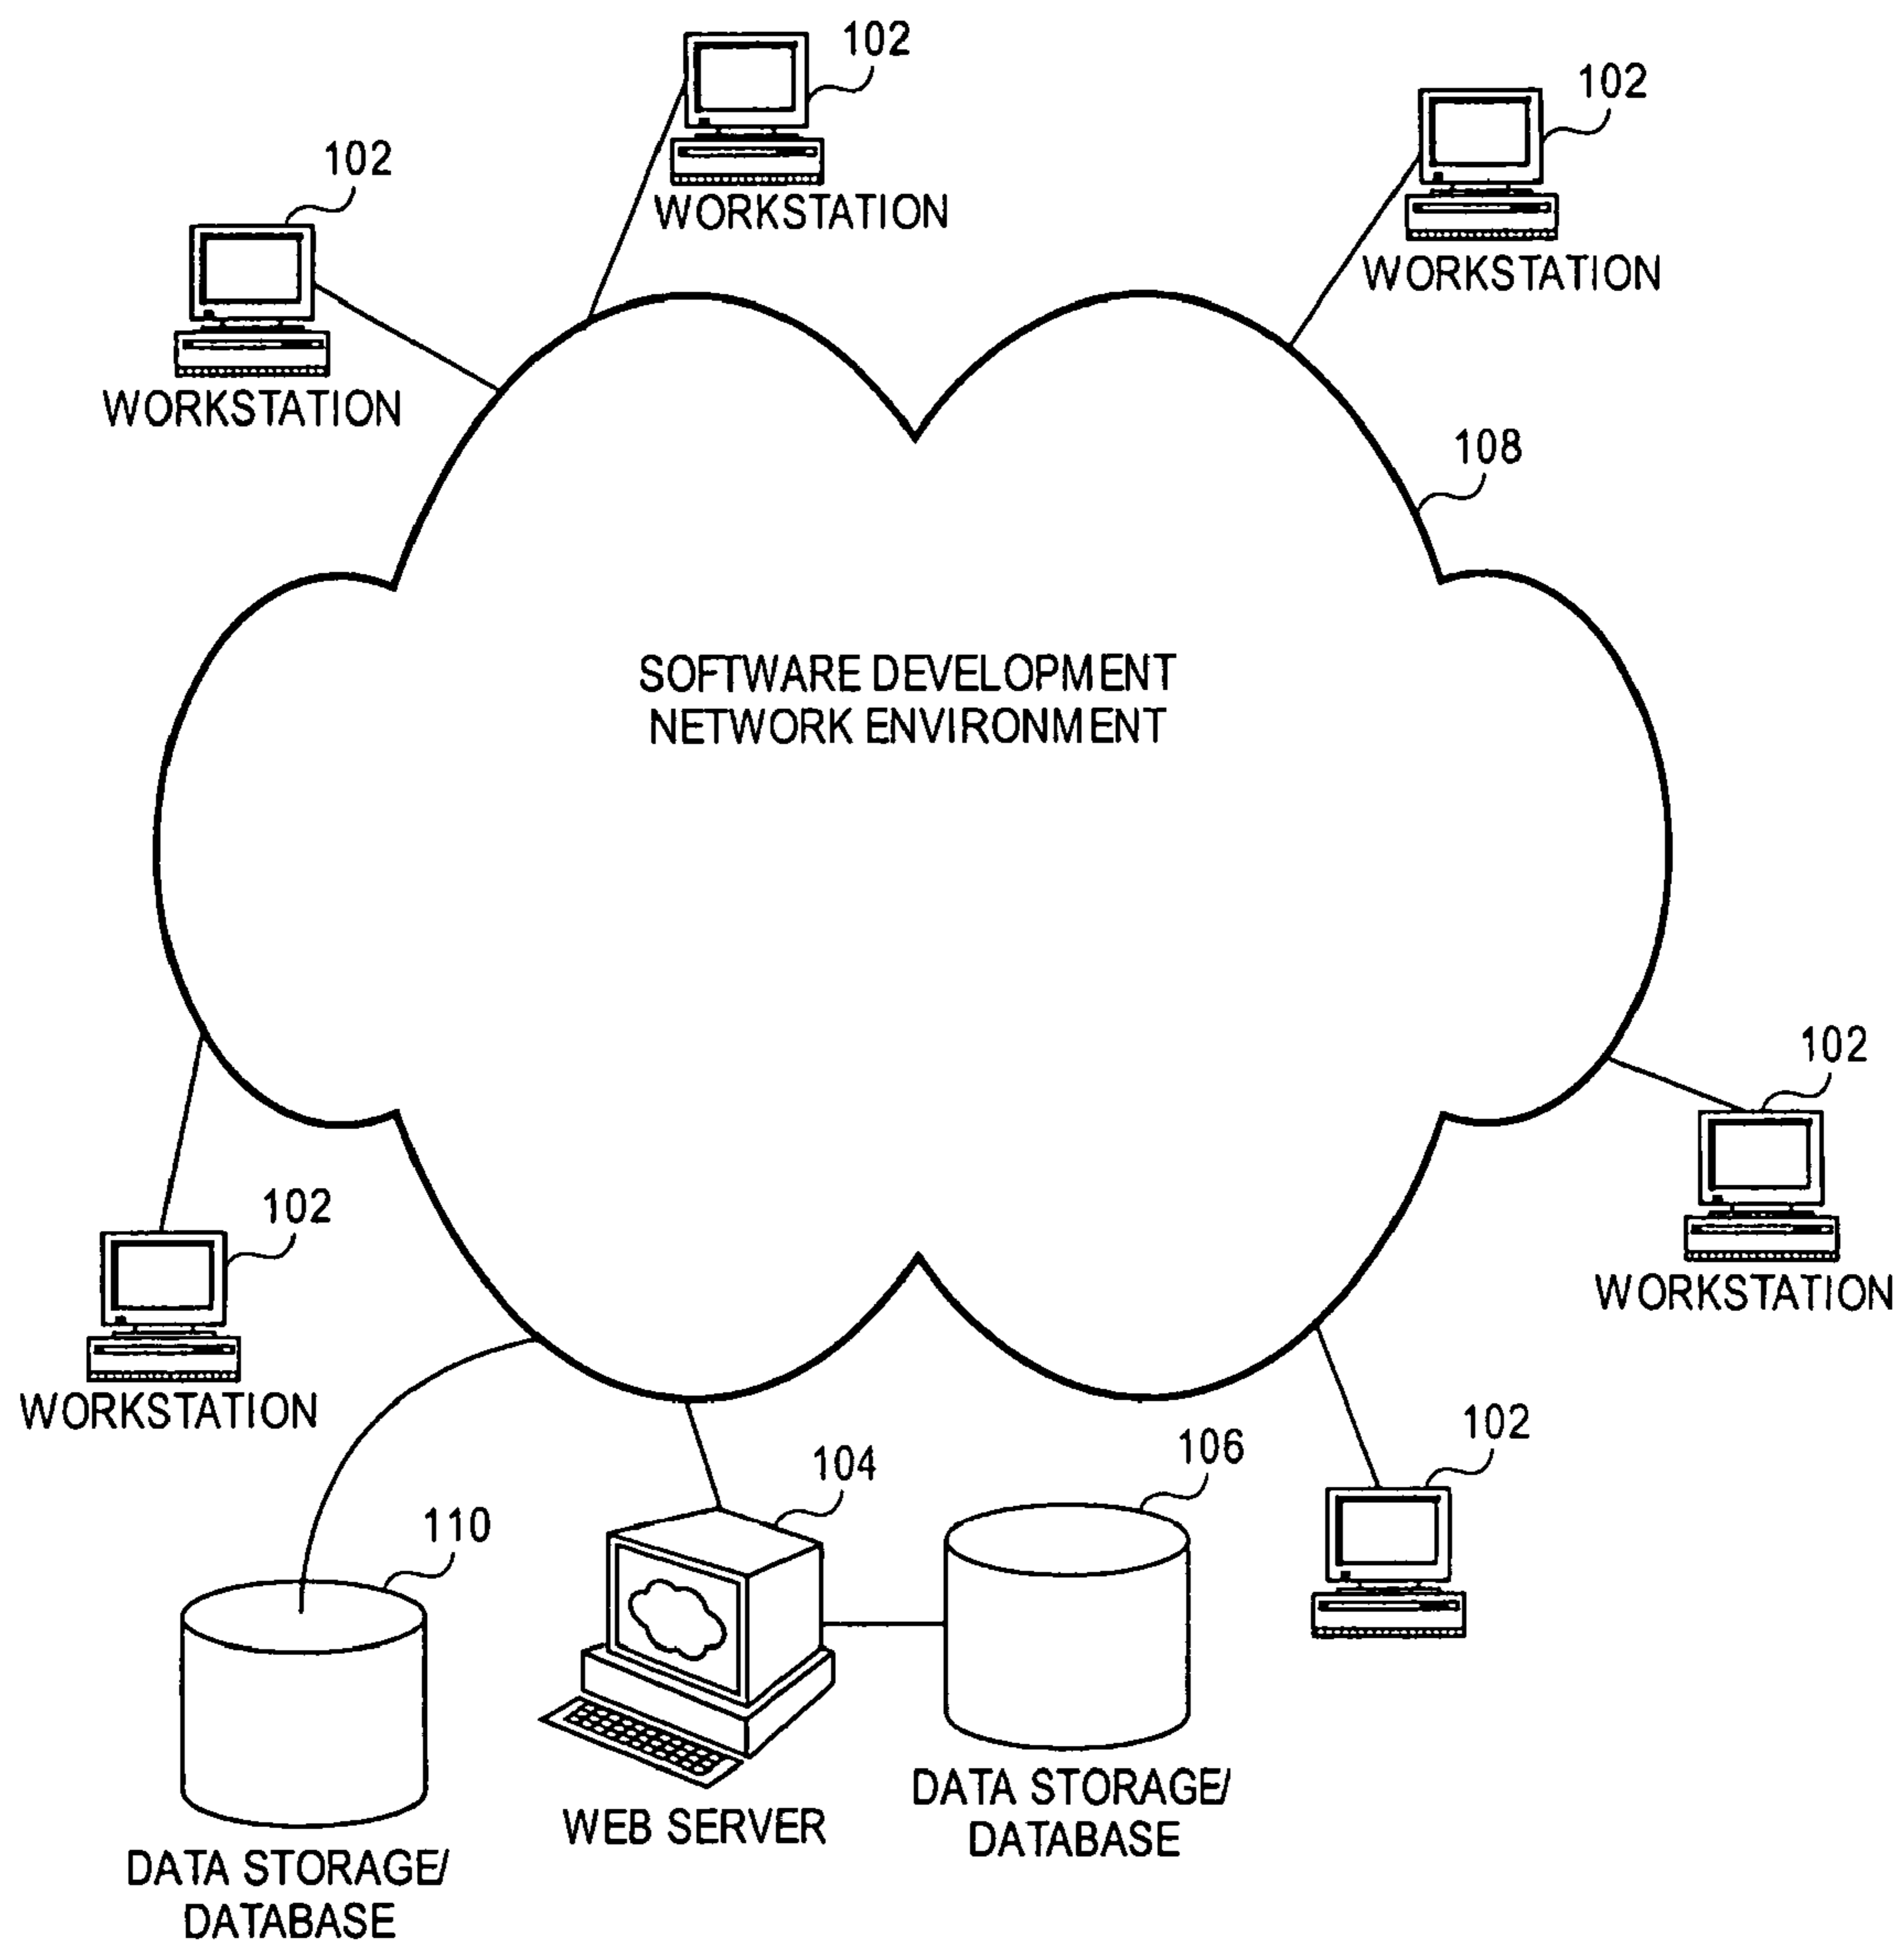 102
WORKSTATION
102
WORKSTATION
102
WORKSTATION
108
SOFTWARE DEVELOPMENT
NETWORK ENVIRONMENT
102
WORKSTATION
102
WORKSTATION
102
104
WEB SERVER
106
DATA STORAGE/
DATABASE
110
DATA STORAGE/
DATABASE